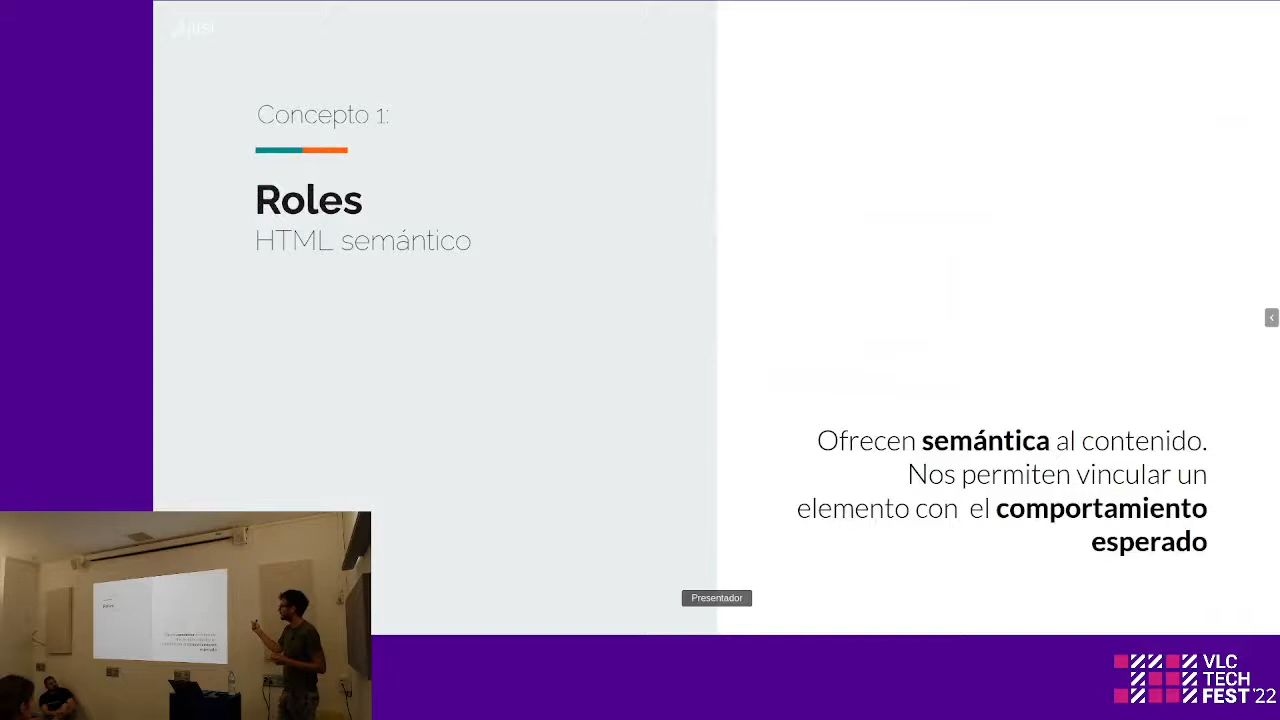 Concepto 1:
Roles
HTML semántico
Ofrecen semántica al contenido.
Nos permiten vincular un
elemento con el comportamiento
esperado
Presentador
Roles
VLC
TECH
FEST'22